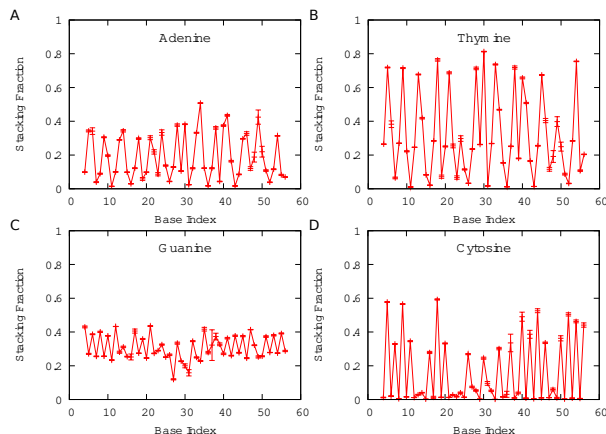 A
Adenine
Stacking Fraction
1
0.8
0.6
0.4
0.2
0
0 10 20 30 40 50 60
Base Index
B
Thymine
Stacking Fraction
1
0.8
0.6
0.4
0.2
0
0 10 20 30 40 50 60
Base Index
C
Guanine
Stacking Fraction
1
0.8
0.6
0.4
0.2
0
0 10 20 30 40 50 60
Base Index
D
Cytosine
Stacking Fraction
1
0.8
0.6
0.4
0.2
0
0 10 20 30 40 50 60
Base Index